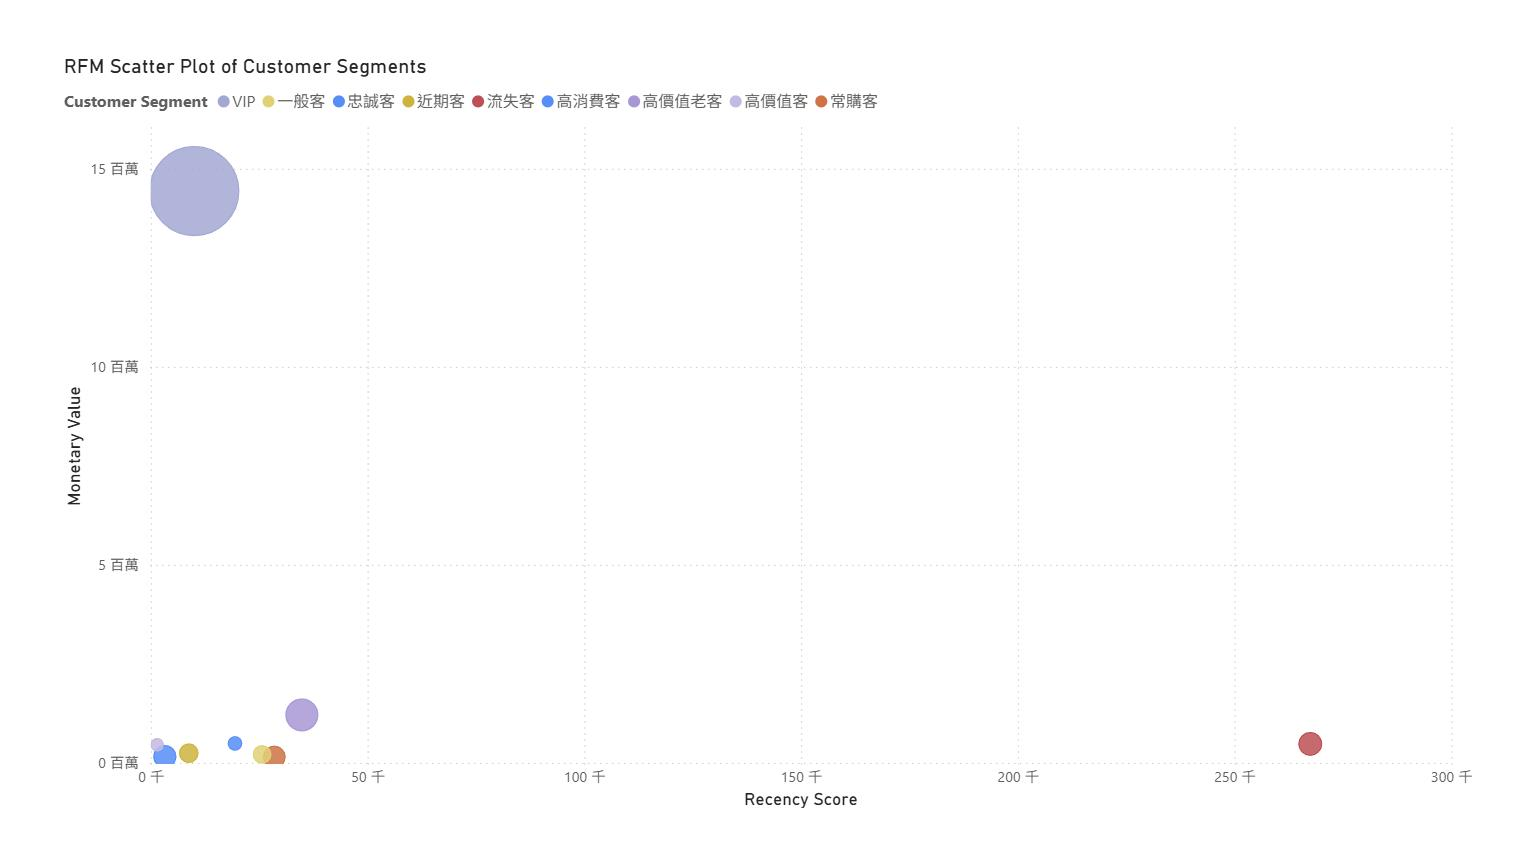 RFM Scatter Plot of Customer Segments
Customer Segment VIP 一般客 忠誠客 近期客 流失客 高消費客 高價值老客 高價值客 常購客
15 百萬
10 百萬
5 百萬
0 百萬
Monetary Value
0 千 50 千 100 千 150 千 200 千 250 千 300 千
Recency Score